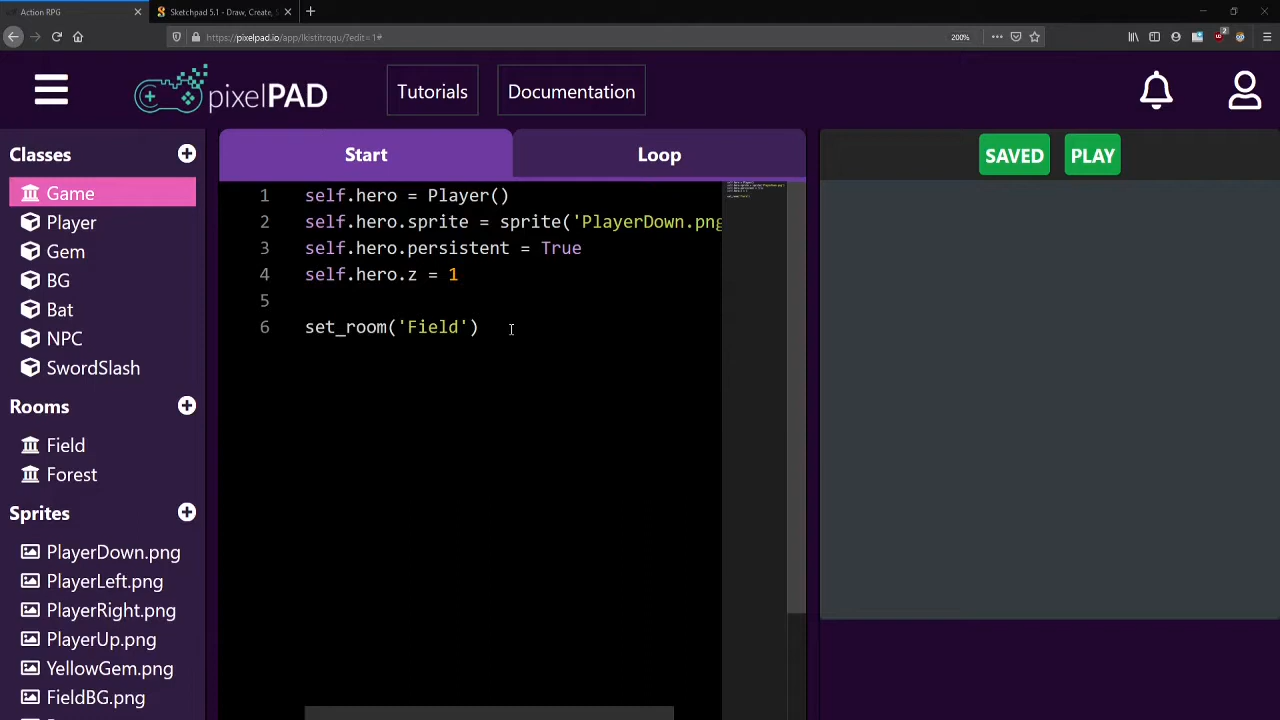 Action RPG
Sketchpad 5.1 - Draw, Create,
https://pixelpad.io/app/lkistitrqqu/?edit=1#
200%
2
pixelPAD
Tutorials
Documentation
Classes
Game
Player
Gem
BG
Bat
NPC
SwordSlash
Rooms
Field
Forest
Sprites
PlayerDown.png
PlayerLeft.png
PlayerRight.png
PlayerUp.png
YellowGem.png
FieldBG.png
Start
Loop
1 self.hero = Player()
2 self.hero.sprite = sprite('PlayerDown.png
3 self.hero.persistent = True
4 self.hero.z = 1
5
6 set_room('Field')
SAVED
PLAY